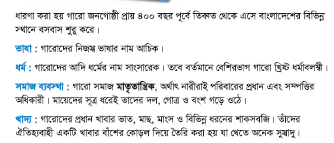 ধারণা করা হয় গারো জনগোষ্ঠী প্রায় ৪০০ বছর পূর্বে তিব্বত থেকে এসে বাংলাদেশের বিভিন্ন
স্থানে বসবাস শুরু করে।
ভাষা : গারোদের নিজস্ব ভাষার নাম আচিক।
ধর্ম : গারোদের আদি ধর্মের নাম সাংসারেক। তবে বর্তমানে বেশিরভাগ গারো খ্রিষ্ট ধর্মাবলম্বী।
সমাজ ব্যবস্থা : গারো সমাজ মাতৃতান্ত্রিক, অর্থাৎ নারীরাই পরিবারের প্রধান এবং সম্পত্তির
অধিকারী। মায়েদের সূত্র ধরেই তাদের দল, গোত্র ও বংশ গড়ে ওঠে।
খাদ্য : গারোদের প্রধান খাবার ভাত, মাছ, মাংস ও বিভিন্ন ধরনের শাকসবজি। তাঁদের
ঐতিহ্যবাহী একটি খাবার বাঁশের কোড়ল দিয়ে তৈরি করা হয় যা খেতে অনেক সুস্বাদু।